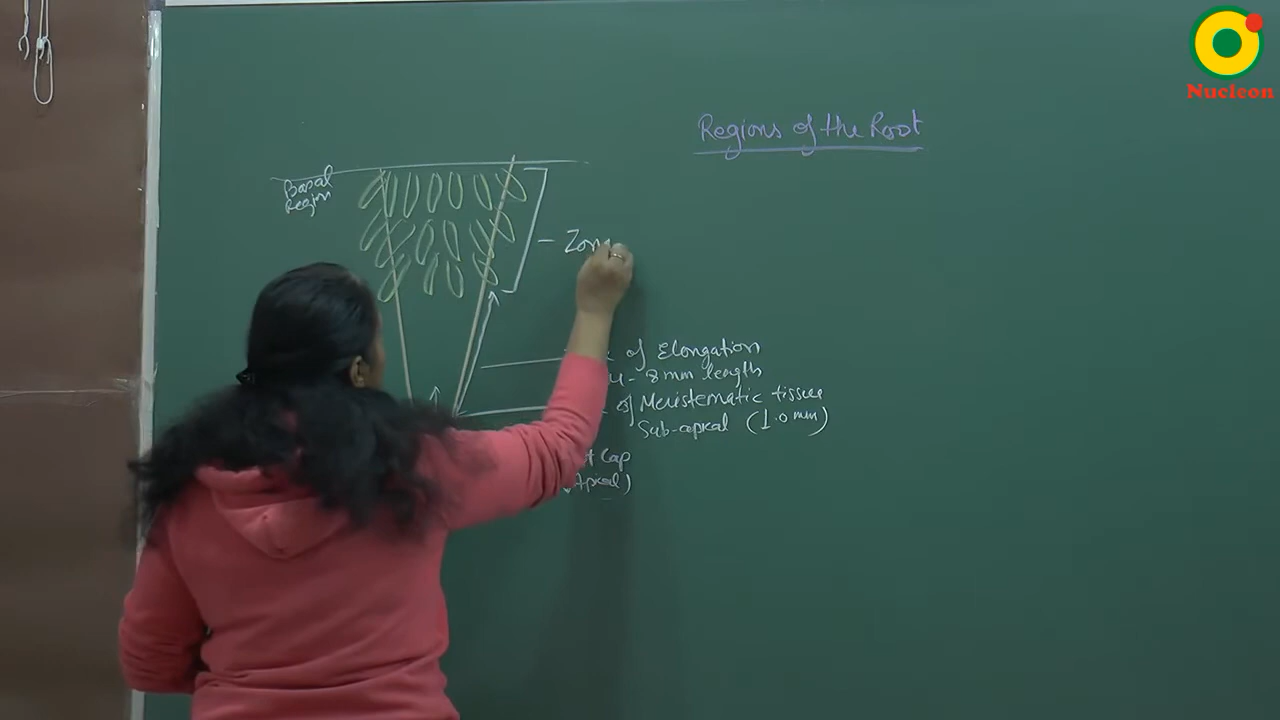 Nucleon
Regions of the Root
Basal
Region
- Zon
of Elongation
4 - 8 mm length
of Meristematic tissue
Sub-apical (1.0 mm)
Cap
(Apical)